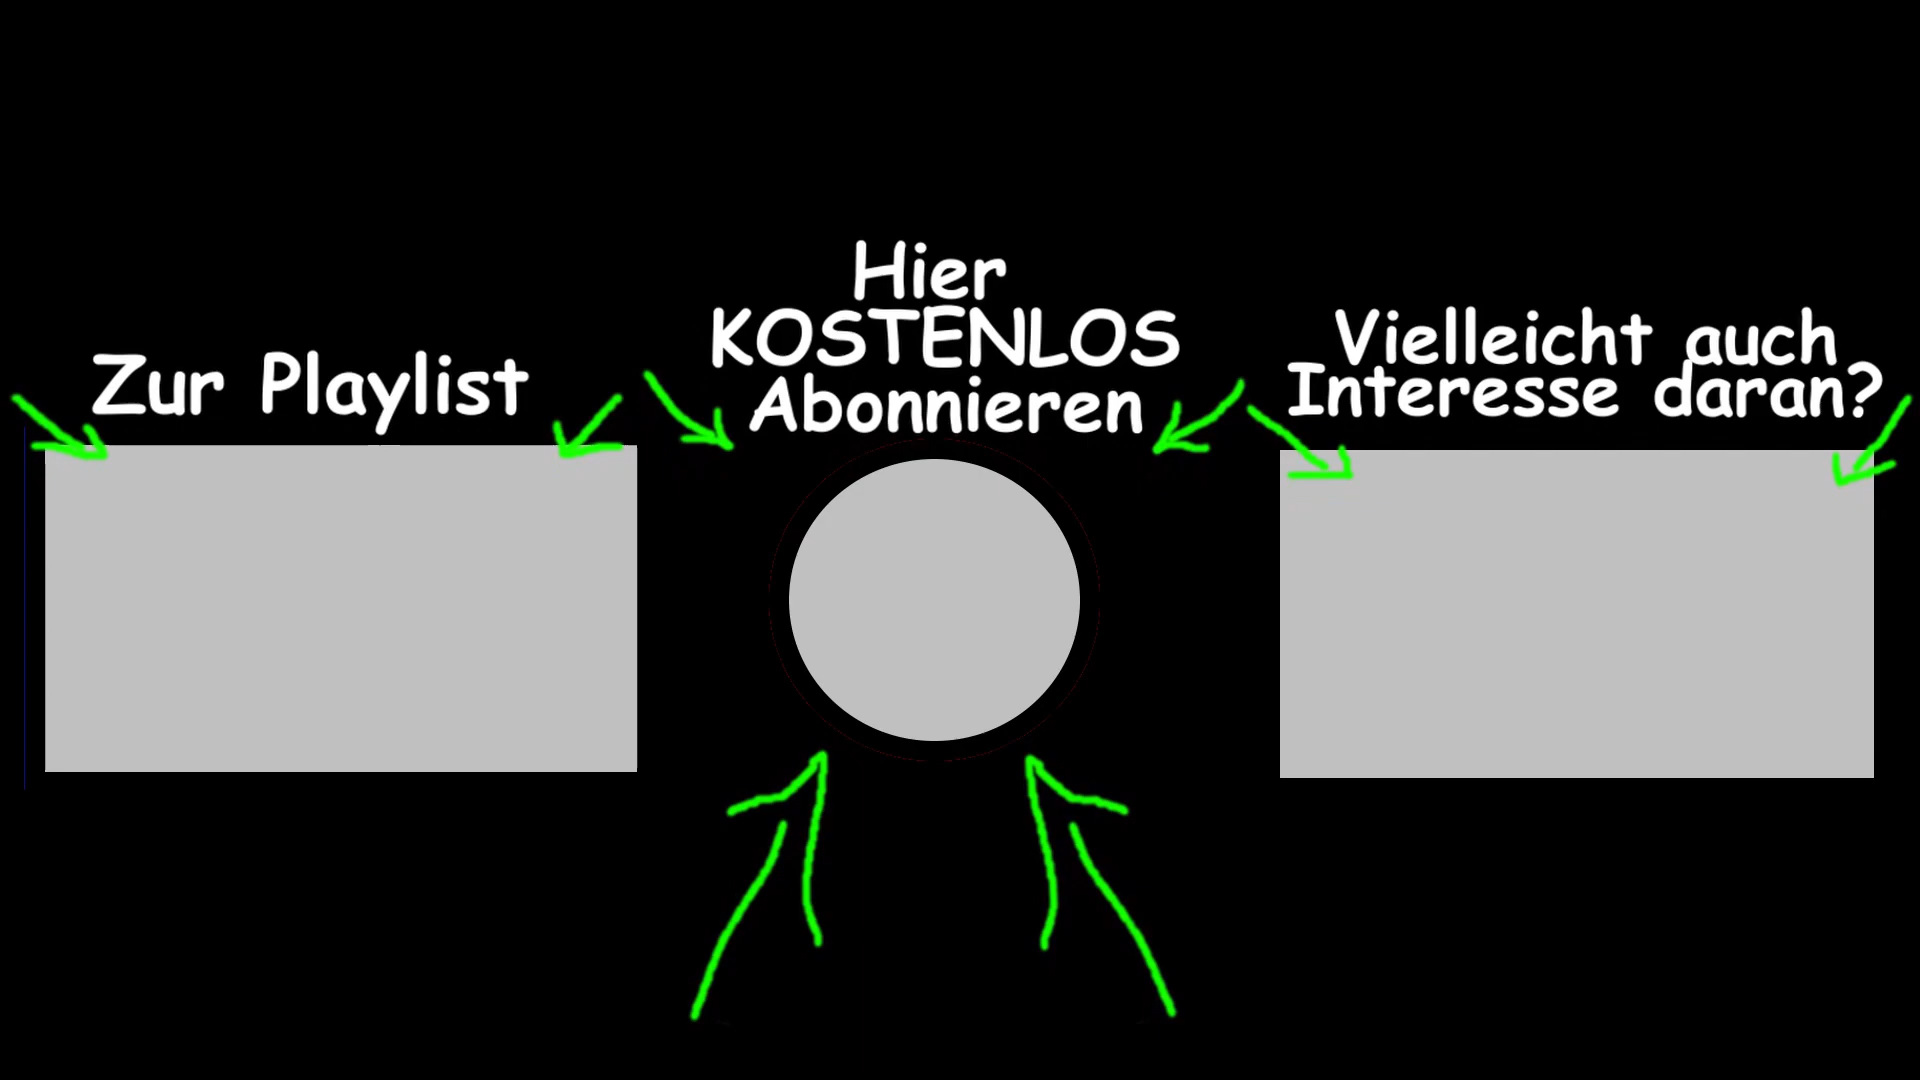 Zur Playlist
Hier
KOSTENLOS
Abonnieren
Vielleicht auch
Interesse daran?